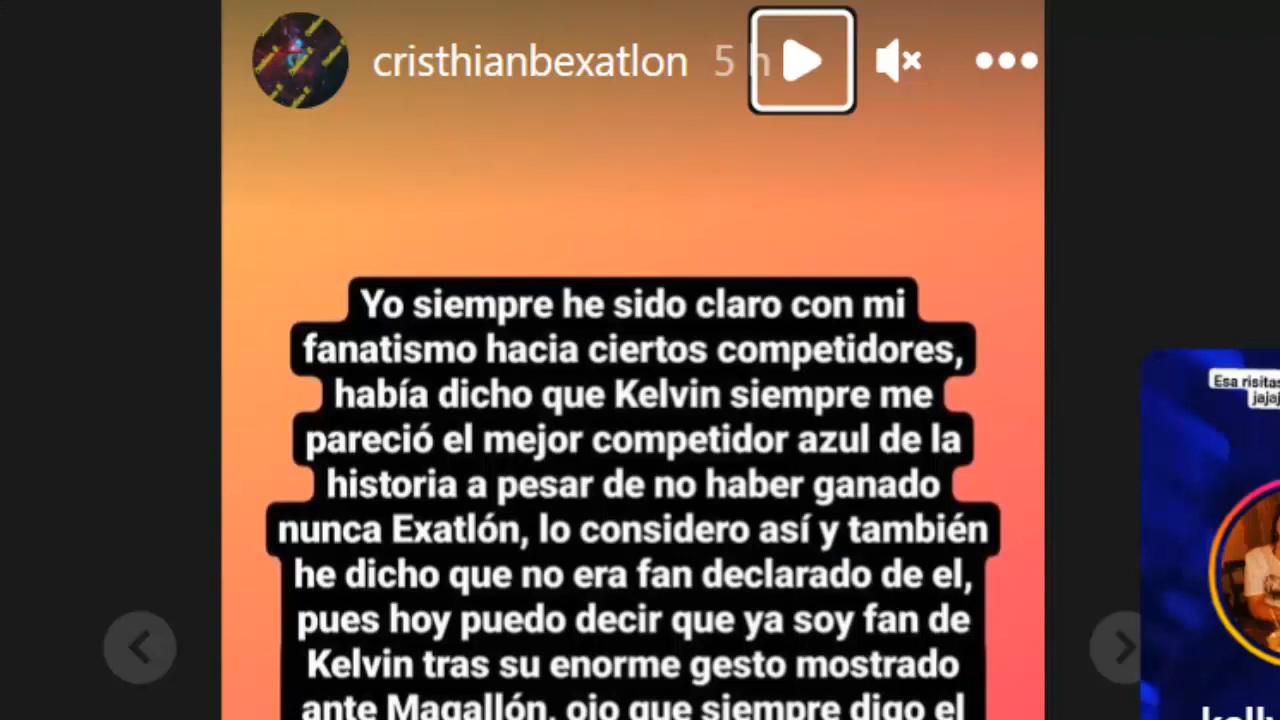 cristhianbexatlon 5 h
Yo siempre he sido claro con mi
fanatismo hacia ciertos competidores,
había dicho que Kelvin siempre me
pareció el mejor competidor azul de la
historia a pesar de no haber ganado
nunca Exatlón, lo considero así y también
he dicho que no era fan declarado de el,
pues hoy puedo decir que ya soy fan de
Kelvin tras su enorme gesto mostrado
ante Magallón, ojo que siempre digo el
Esa risitas